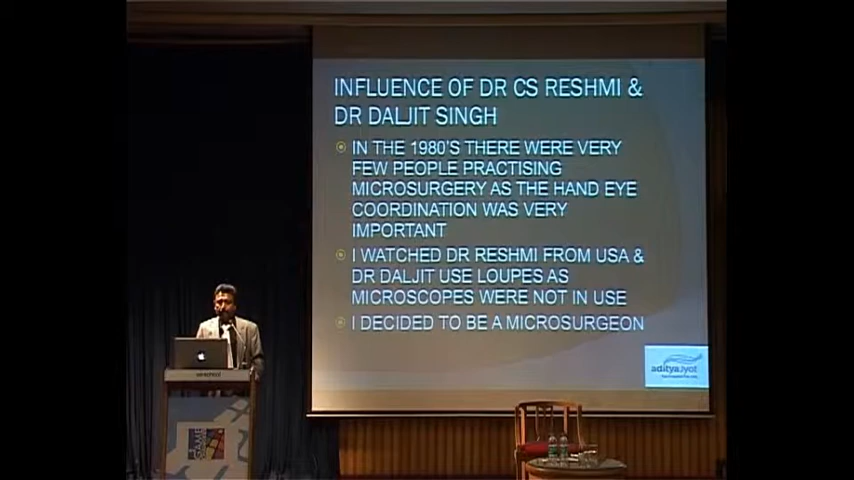 INFLUENCE OF DR CS RESHMI &
DR DALJIT SINGH
IN THE 1980'S THERE WERE VERY
FEW PEOPLE PRACTISING
MICROSURGERY AS THE HAND EYE
COORDINATION WAS VERY
IMPORTANT
I WATCHED DR RESHMI FROM USA &
DR DALJIT USE LOUPES AS
MICROSCOPES WERE NOT IN USE
I DECIDED TO BE A MICROSURGEON
adityaJyot